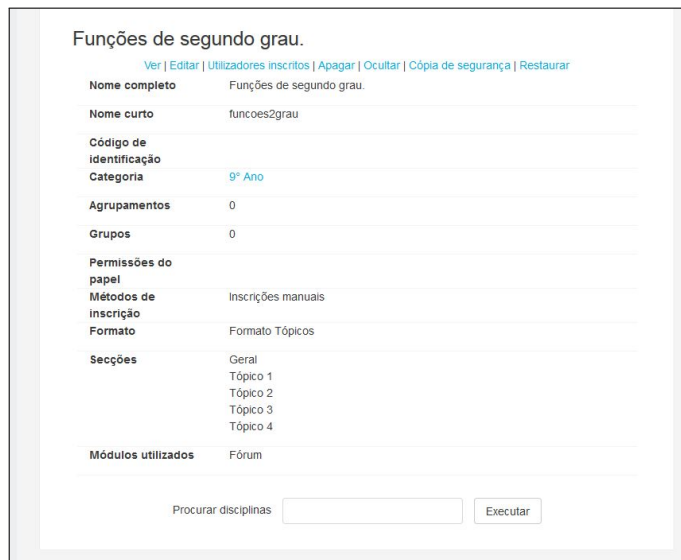 Funções de segundo grau.
Ver | Editar | Utilizadores inscritos | Apagar | Ocultar | Cópia de segurança | Restaurar
Nome completo Funções de segundo grau.
Nome curto funcoes2grau
Código de
identificação
Categoria 9° Ano
Agrupamentos 0
Grupos 0
Permissões do
papel
Métodos de Inscrições manuais
inscrição
Formato Formato Tópicos
Secções Geral
Tópico 1
Tópico 2
Tópico 3
Tópico 4
Módulos utilizados Fórum
Procurar disciplinas Executar